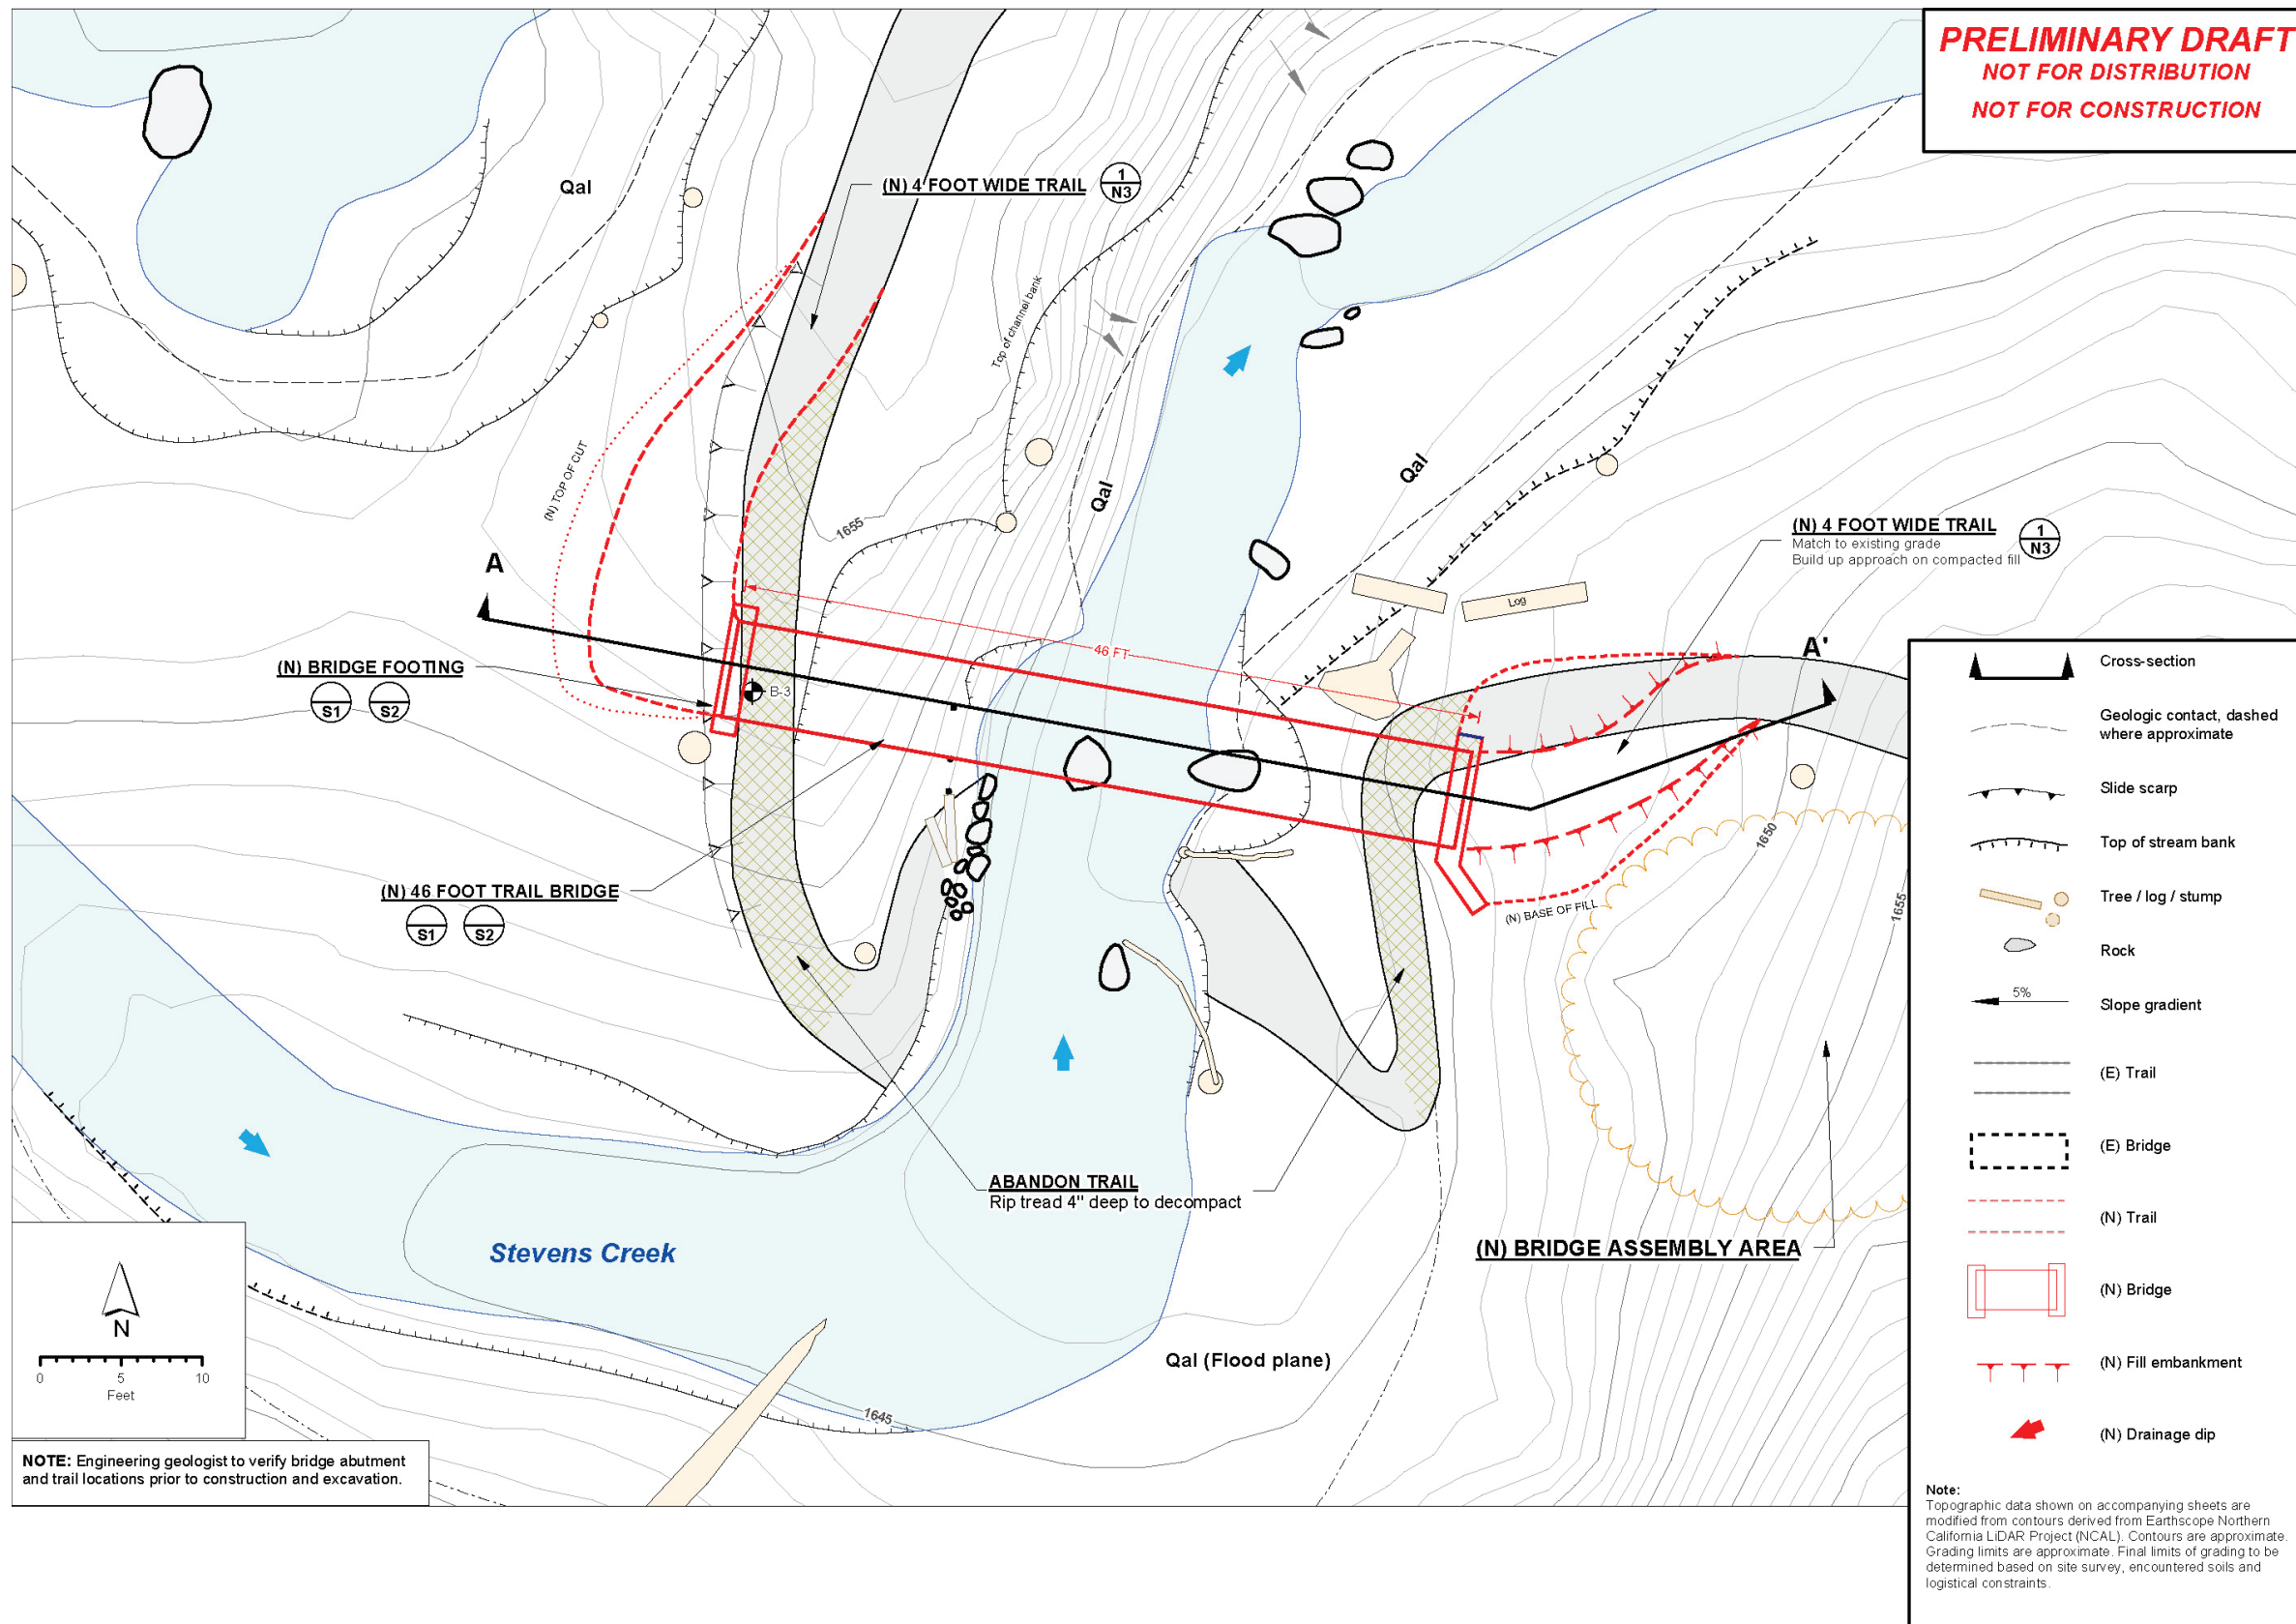 PRELIMINARY DRAFT
NOT FOR DISTRIBUTION
NOT FOR CONSTRUCTION
Qal
(N) 4 FOOT WIDE TRAIL
1
N3
Top of channel bank
(N) TOP OF CUT
1655
Qal
Qal
(N) 4 FOOT WIDE TRAIL
Match to existing grade
Build up approach on compacted fill
1
N3
A
Log
46 FT
A'
(N) BRIDGE FOOTING
S1
S2
B-3
(N) 46 FOOT TRAIL BRIDGE
S1
S2
(N) BASE OF FILL
1650
1655
ABANDON TRAIL
Rip tread 4" deep to decompact
Stevens Creek
(N) BRIDGE ASSEMBLY AREA
Qal (Flood plane)
1645
N
0
5
10
Feet
NOTE: Engineering geologist to verify bridge abutment
and trail locations prior to construction and excavation.
Cross-section
Geologic contact, dashed
where approximate
Slide scarp
Top of stream bank
Tree / log / stump
Rock
5%
Slope gradient
(E) Trail
(E) Bridge
(N) Trail
(N) Bridge
(N) Fill embankment
(N) Drainage dip
Note:
Topographic data shown on accompanying sheets are
modified from contours derived from Earthscope Northern
California LiDAR Project (NCAL). Contours are approximate.
Grading limits are approximate. Final limits of grading to be
determined based on site survey, encountered soils and
logistical constraints.